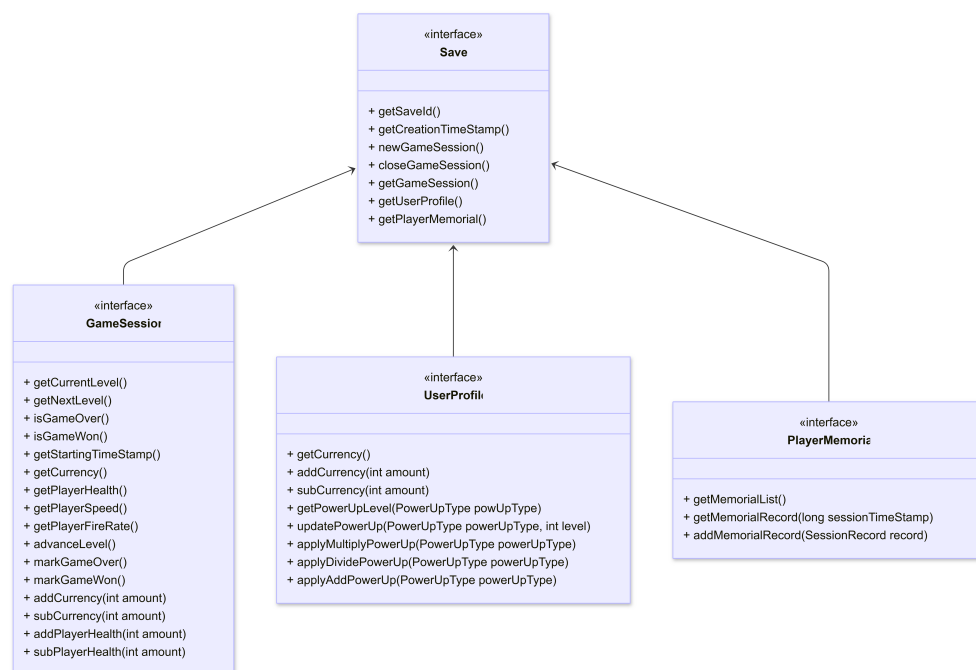 «interface»
Save
+ getSaveId()
+ getCreationTimeStamp()
+ newGameSession()
+ closeGameSession()
+ getGameSession()
+ getUserProfile()
+ getPlayerMemorial()
«interface»
GameSession
+ getCurrentLevel()
+ getNextLevel()
+ isGameOver()
+ isGameWon()
+ getStartingTimeStamp()
+ getCurrency()
+ getPlayerHealth()
+ getPlayerSpeed()
+ getPlayerFireRate()
+ advanceLevel()
+ markGameOver()
+ markGameWon()
+ addCurrency(int amount)
+ subCurrency(int amount)
+ addPlayerHealth(int amount)
+ subPlayerHealth(int amount)
«interface»
UserProfile
+ getCurrency()
+ addCurrency(int amount)
+ subCurrency(int amount)
+ getPowerUpLevel(PowerUpType powUpType)
+ updatePowerUp(PowerUpType powerUpType, int level)
+ applyMultiplyPowerUp(PowerUpType powerUpType)
+ applyDividePowerUp(PowerUpType powerUpType)
+ applyAddPowerUp(PowerUpType powerUpType)
«interface»
PlayerMemoria
+ getMemorialList()
+ getMemorialRecord(long sessionTimeStamp)
+ addMemorialRecord(SessionRecord record)